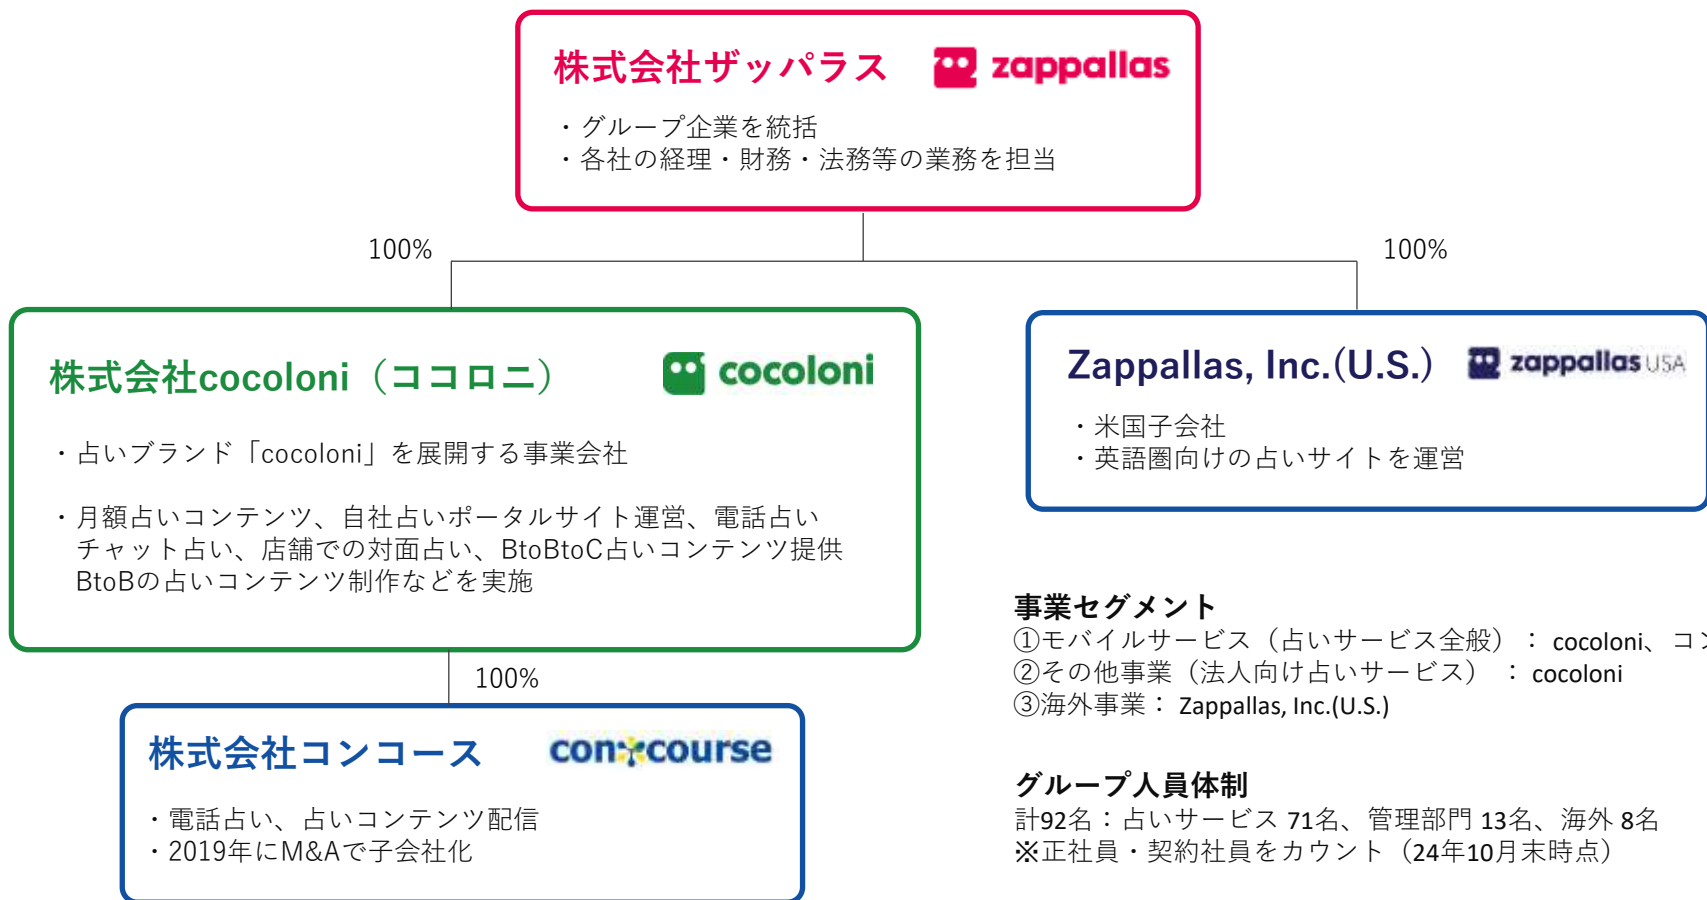 株式会社ザッパラス zappallas
・グループ企業を統括
・各社の経理・財務・法務等の業務を担当
100%
100%
株式会社cocoloni（ココロニ） cocoloni
・占いブランド「cocoloni」を展開する事業会社
・月額占いコンテンツ、自社占いポータルサイト運営、電話占い
チャット占い、店舗での対面占い、BtoBtoC占いコンテンツ提供
BtoBの占いコンテンツ制作などを実施
Zappallas, Inc.(U.S.) zappallas USA
・米国子会社
・英語圏向けの占いサイトを運営
100%
株式会社コンコース concourse
・電話占い、占いコンテンツ配信
・2019年にM&Aで子会社化
事業セグメント
①モバイルサービス（占いサービス全般）： cocoloni、コン
②その他事業（法人向け占いサービス） ： cocoloni
③海外事業： Zappallas, Inc.(U.S.)
グループ人員体制
計92名：占いサービス 71名、管理部門 13名、海外 8名
※正社員・契約社員をカウント（24年10月末時点）